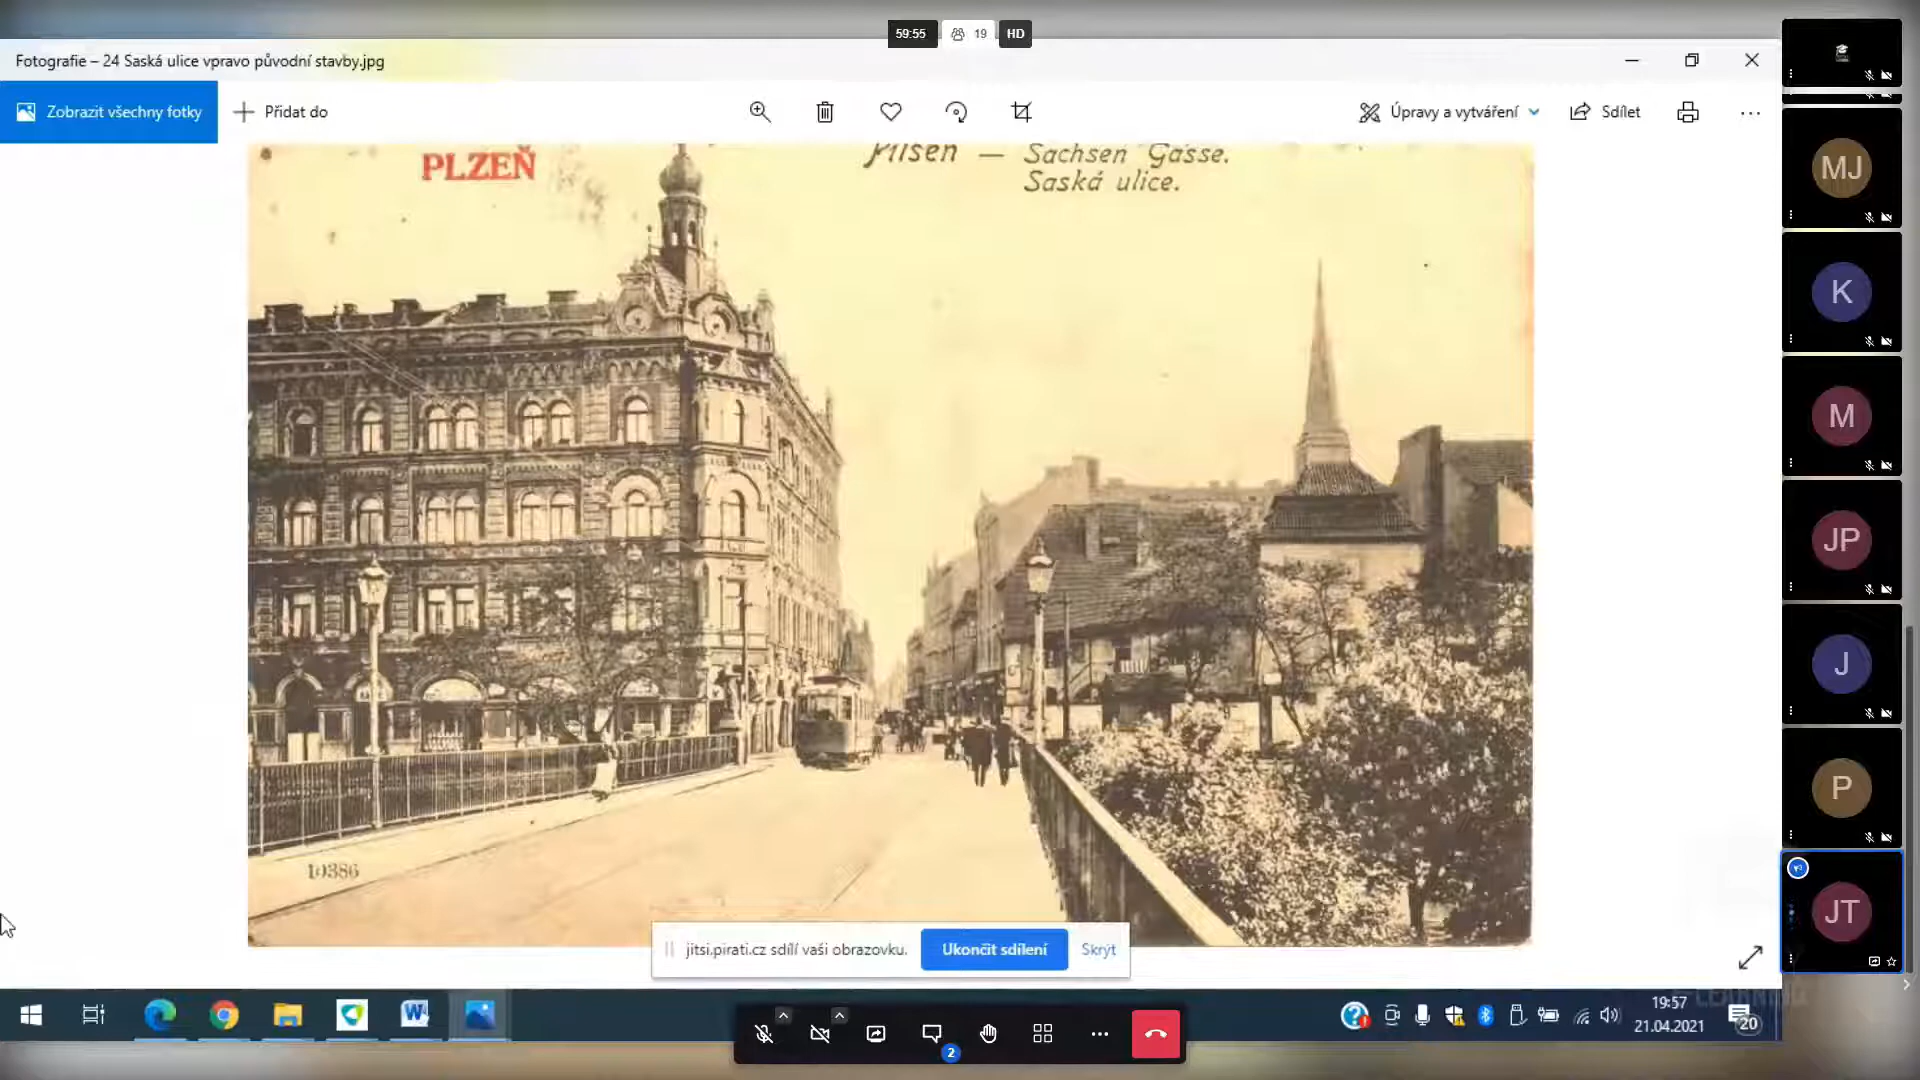 59:55
19
HD
Fotografie – 24 Saská ulice vpravo původní stavby.jpg
Zobrazit všechny fotky
Přidat do
Úpravy a vytváření
Sdílet
PLZEŇ
Pilsen — Sachsen Gasse.
Saská ulice.
10386
MJ
K
M
JP
J
P
JT
jitsi.pirati.cz sdílí vaši obrazovku.
Ukončit sdílení
Skrýt
19:57
21.04.2021
20
2